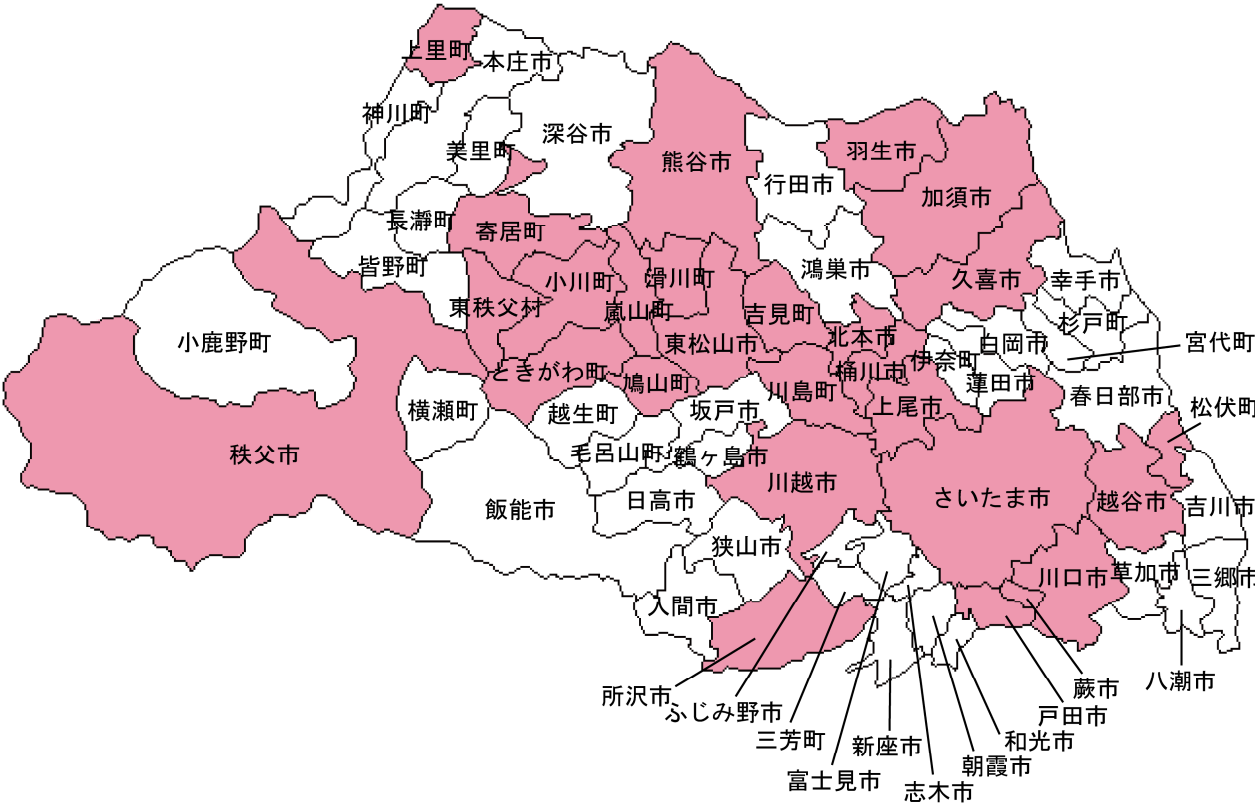 上里町
本庄市
神川町
美里町
深谷市
熊谷市
行田市
羽生市
加須市
長瀞町
寄居町
皆野町
東秩父村
小川町
嵐山町
滑川町
吉見町
鴻巣市
久喜市
幸手市
杉戸町
宮代町
小鹿野町
東松山市
北本市
桶川市
伊奈町
白岡市
蓮田市
春日部市
松伏町
ときがわ町
鳩山町
川島町
上尾市
横瀬町
越生町
坂戸市
秩父市
毛呂山町
鶴ヶ島市
川越市
さいたま市
越谷市
吉川市
飯能市
日高市
狭山市
川口市
草加市
三郷市
入間市
所沢市
ふじみ野市
三芳町
富士見市
新座市
志木市
朝霞市
和光市
戸田市
蕨市
八潮市